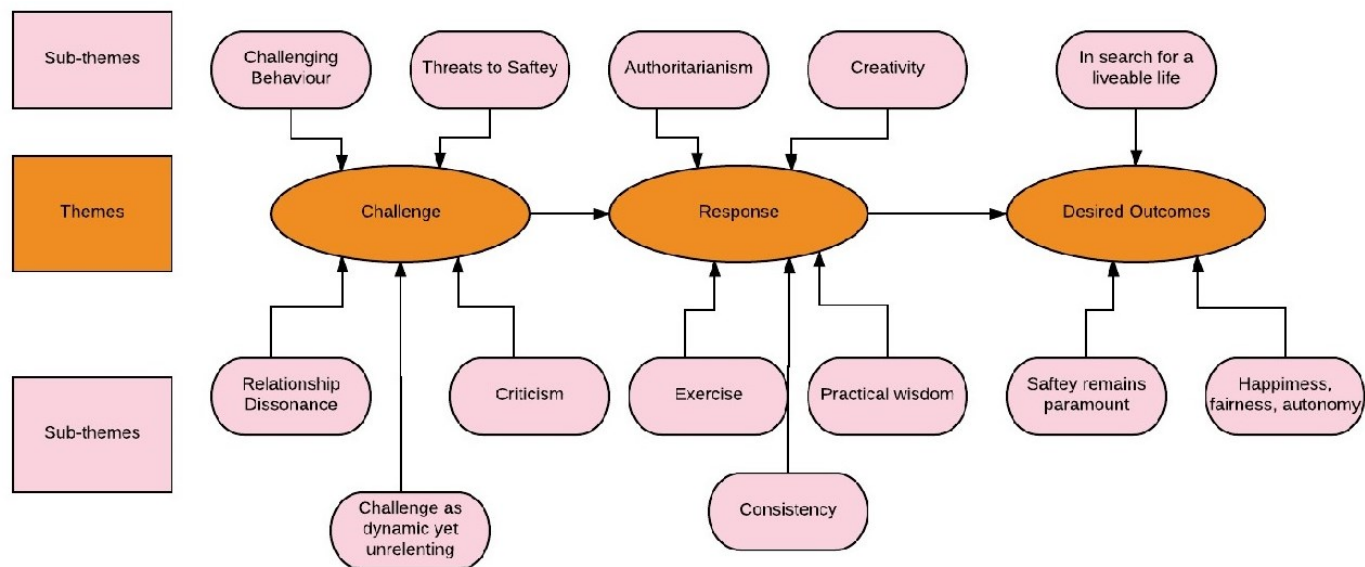 Sub-themes
Challenging
Behaviour
Threats to Saftey
Authoritarianism
Creativity
In search for a
liveable life
Themes
Challenge
Response
Desired Outcomes
Sub-themes
Relationship
Dissonance
Criticism
Exercise
Practical wisdom
Saftey remains
paramount
Happimess,
fairness, autonomy
Challenge as
dynamic yet
unrelenting
Consistency